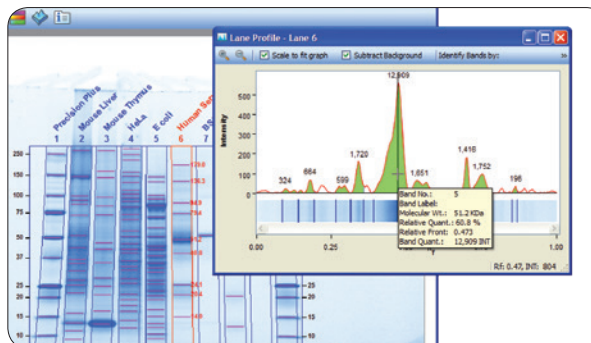 Lane Profile - Lane 6
Scale to fit graph
Subtract Background
Identify Bands by:
Intensity
500
400
300
200
100
0
324
664
599
1,720
12,909
1,651
1,416
1,752
196
0.00
0.25
1.00
Band No.: 5
Band Label:
Molecular Wt.: 51.2 KDa
Relative Quant.: 60.8 %
Relative Front: 0.473
Band Quant.: 12,909 INT
Rf: 0.47, INT: 804
Precision Plus
Mouse Liver
Mouse Thymus
HeLa
E coli
1
2
3
4
5
6
7
250
150
100
75
50
37
25
20
15
10
25
20
15
10